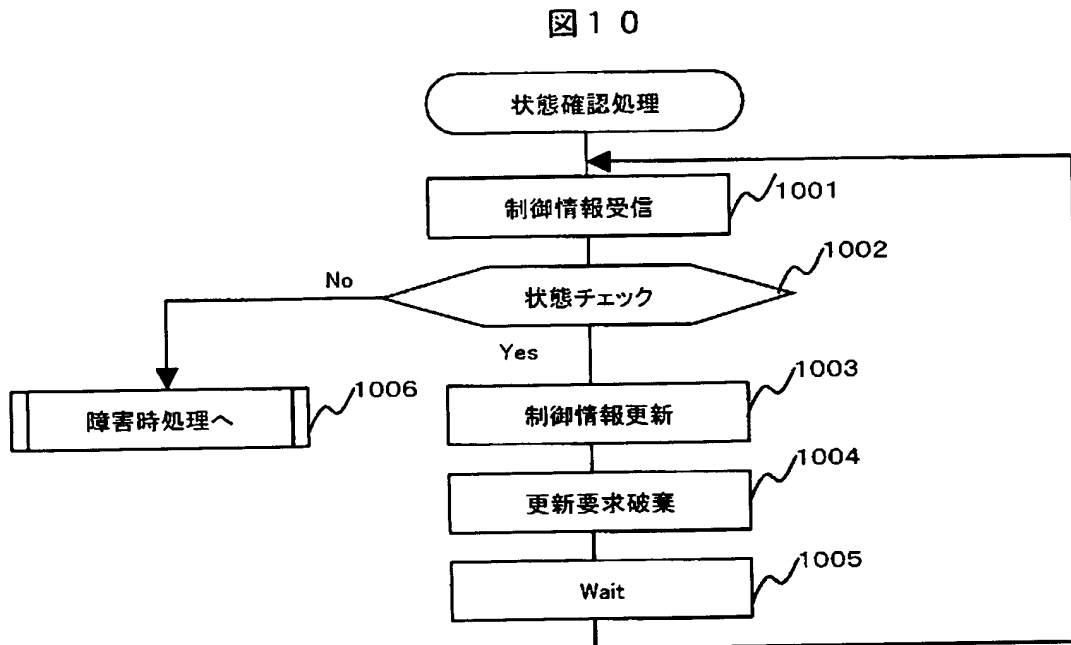 図10
状態確認処理
制御情報受信
1001
1002
状態チェック
No
Yes
1003
制御情報更新
1006
障害時処理へ
1004
更新要求破棄
1005
Wait